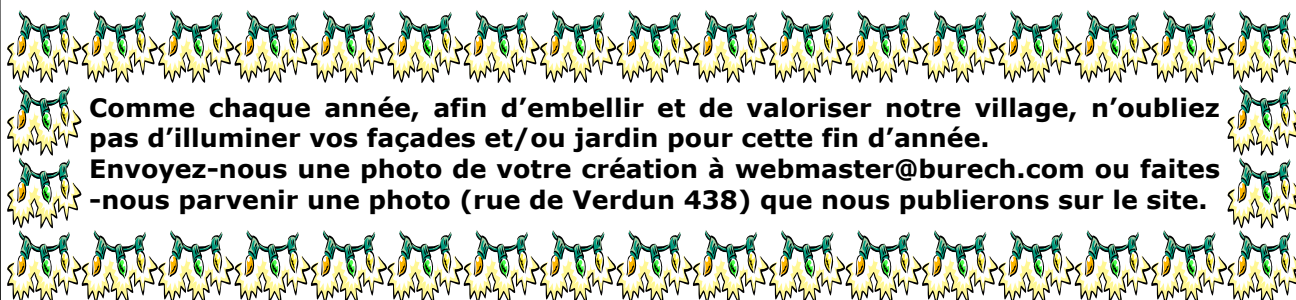 Comme chaque année, afin d’embellir et de valoriser notre village, n’oubliez
pas d’illuminer vos façades et/ou jardin pour cette fin d’année.
Envoyez-nous une photo de votre création à webmaster@burech.com ou faites
-nous parvenir une photo (rue de Verdun 438) que nous publierons sur le site.